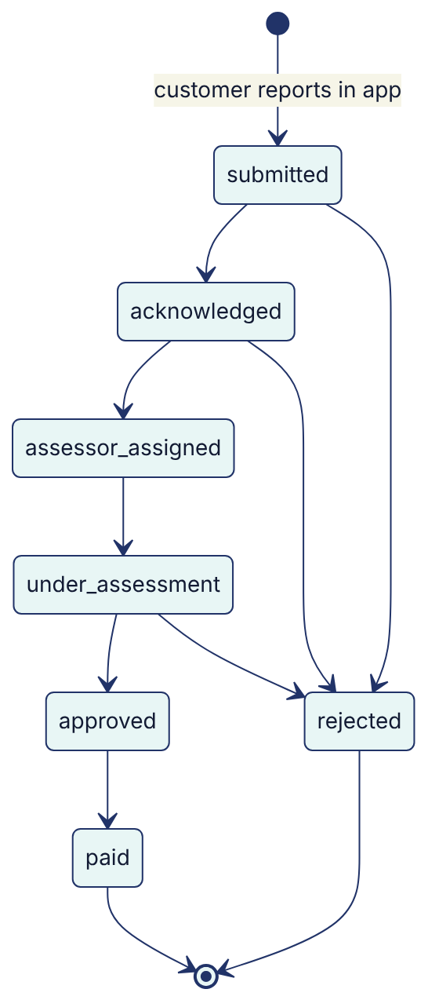 customer reports in app
submitted
acknowledged
assessor_assigned
under_assessment
approved
rejected
paid